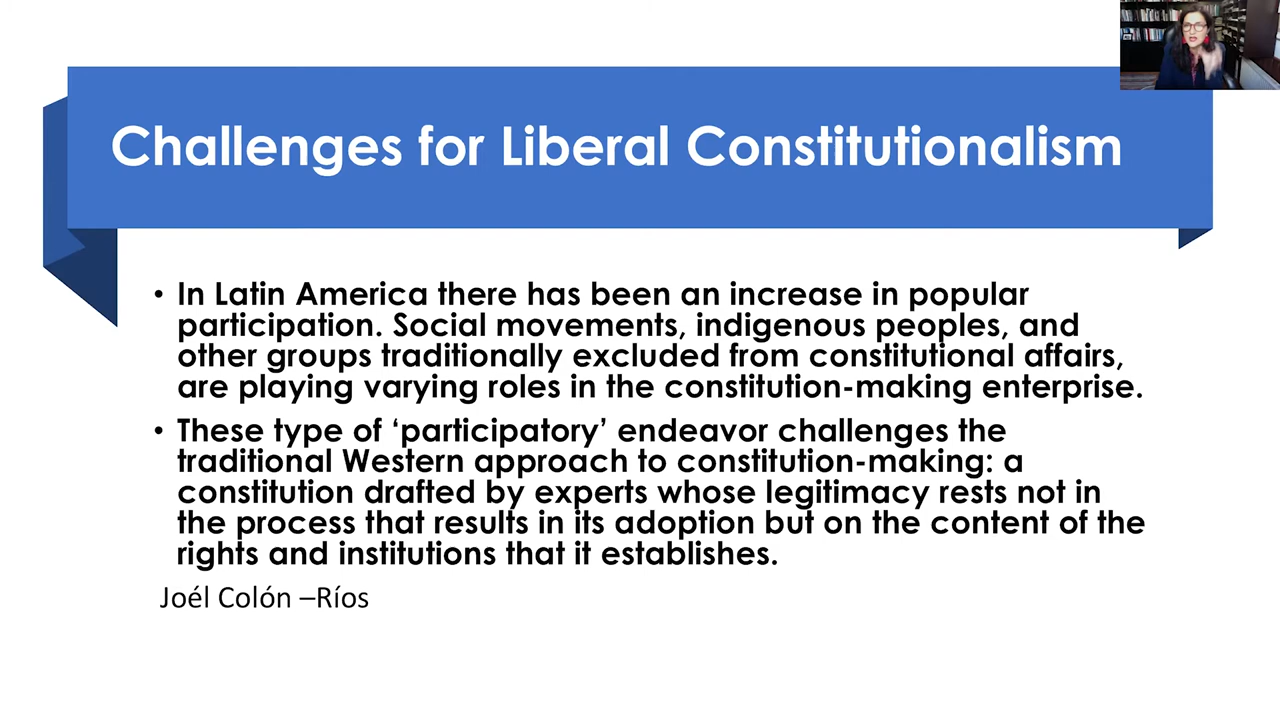 Challenges for Liberal Constitutionalism
• In Latin America there has been an increase in popular
participation. Social movements, indigenous peoples, and
other groups traditionally excluded from constitutional affairs,
are playing varying roles in the constitution-making enterprise.
• These type of ‘participatory’ endeavor challenges the
traditional Western approach to constitution-making: a
constitution drafted by experts whose legitimacy rests not in
the process that results in its adoption but on the content of the
rights and institutions that it establishes.
Joél Colón –Ríos